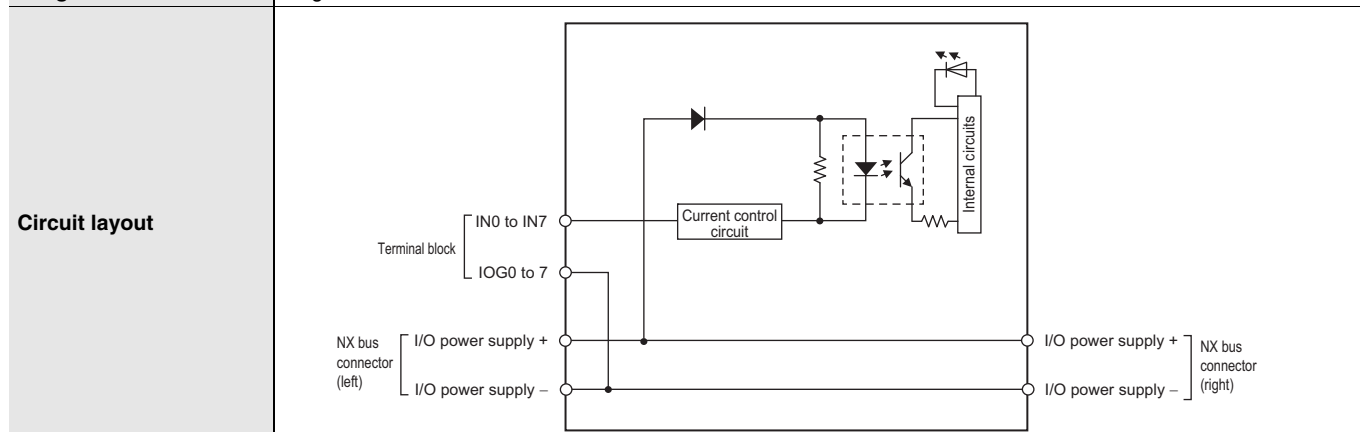 Circuit layout
Terminal block
IN0 to IN7
IOG0 to 7
Current control
circuit
Internal circuits
NX bus
connector
(left)
I/O power supply +
I/O power supply −
I/O power supply +
I/O power supply −
NX bus
connector
(right)